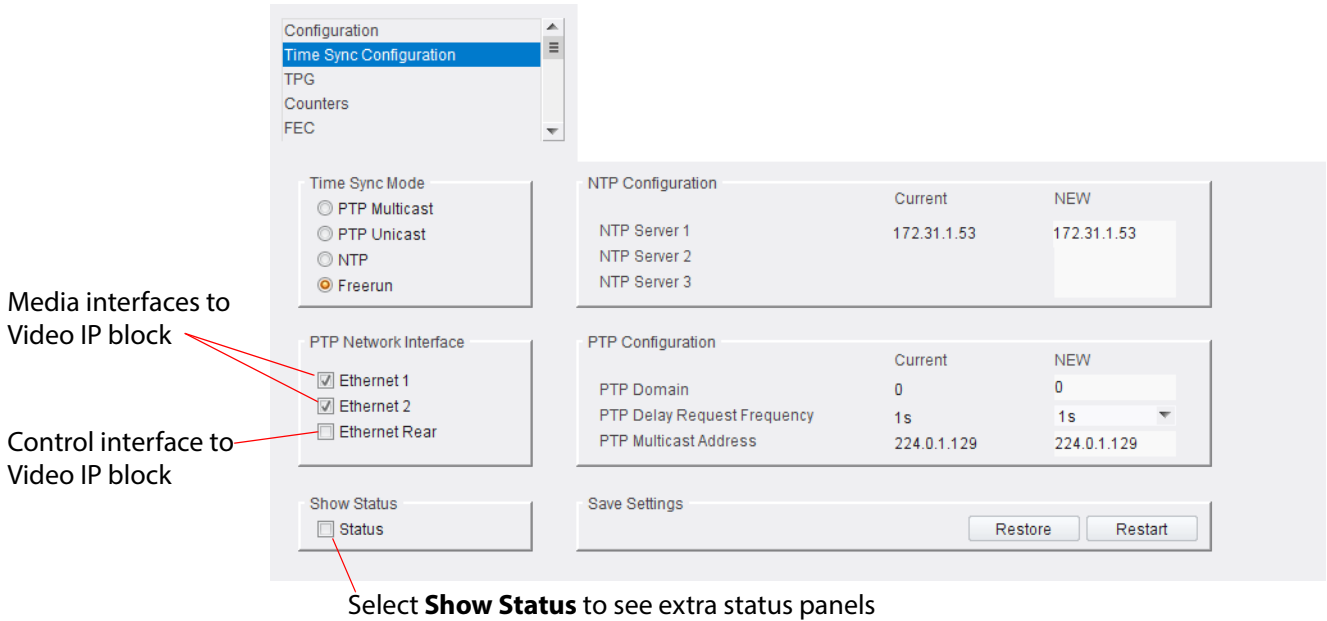 Configuration
Time Sync Configuration
TPG
Counters
FEC
Time Sync Mode
PTP Multicast
PTP Unicast
NTP
Freerun
NTP Configuration
Current NEW
NTP Server 1 172.31.1.53 172.31.1.53
NTP Server 2
NTP Server 3
Media interfaces to
Video IP block
PTP Network Interface
Ethernet 1
Ethernet 2
Ethernet Rear
Control interface to
Video IP block
PTP Configuration
Current NEW
PTP Domain 0 0
PTP Delay Request Frequency 1s 1s
PTP Multicast Address 224.0.1.129 224.0.1.129
Show Status
Status
Save Settings
Restore Restart
Select Show Status to see extra status panels